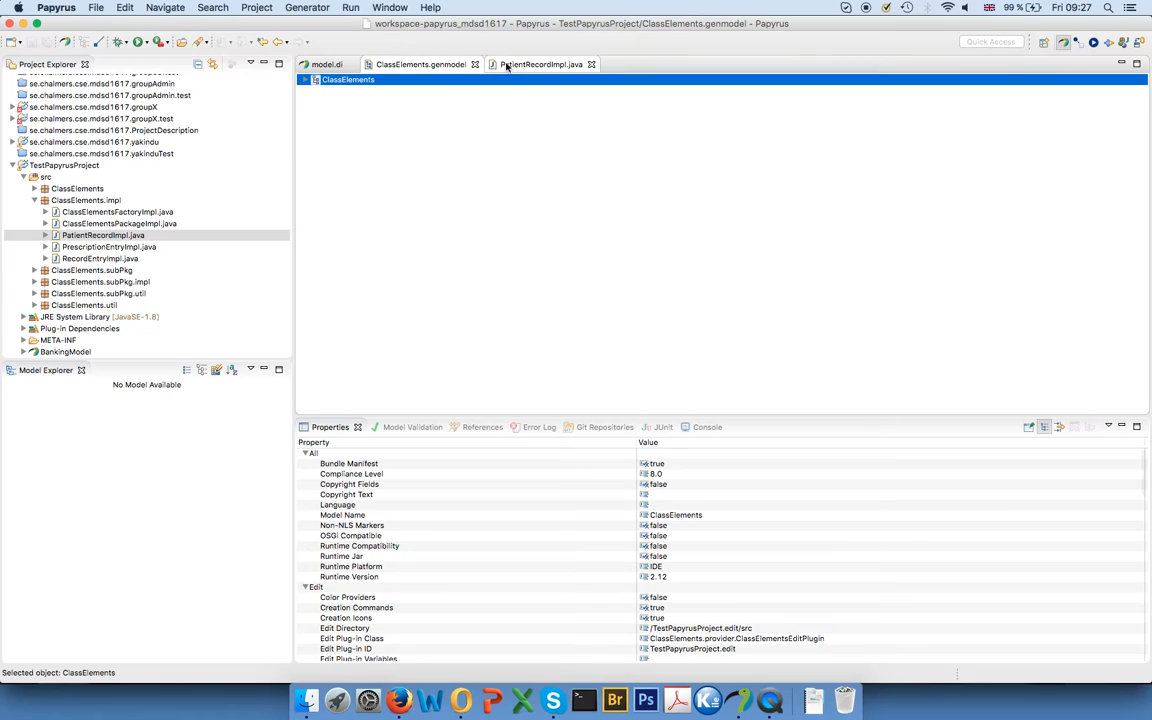 Papyrus File Edit Navigate Search Project Generator Run Window Help 99 % Fri 09:27
workspace-papyrus_mdsd1617 - Papyrus - TestPapyrusProject/ClassElements.genmodel - Papyrus
Quick Access
Project Explorer
se.chalmers.cse.mdsd1617.groupAdmin
se.chalmers.cse.mdsd1617.groupAdmin.test
se.chalmers.cse.mdsd1617.groupX
se.chalmers.cse.mdsd1617.groupX.test
se.chalmers.cse.mdsd1617.ProjectDescription
se.chalmers.cse.mdsd1617.yakindu
se.chalmers.cse.mdsd1617.yakinduTest
TestPapyrusProject
src
ClassElements
ClassElements.impl
ClassElementsFactoryImpl.java
ClassElementsPackageImpl.java
PatientRecordImpl.java
PrescriptionEntryImpl.java
RecordEntryImpl.java
ClassElements.subPkg
ClassElements.subPkg.impl
ClassElements.subPkg.util
ClassElements.util
JRE System Library [JavaSE-1.8]
Plug-in Dependencies
META-INF
BankingModel
Model Explorer
No Model Available
model.di ClassElements.genmodel PatientRecordImpl.java
ClassElements
Properties Model Validation References Error Log Git Repositories JUnit Console
Property Value
All
Bundle Manifest true
Compliance Level 8.0
Copyright Fields false
Copyright Text
Language
Model Name ClassElements
Non-NLS Markers false
OSGi Compatible false
Runtime Compatibility false
Runtime Jar false
Runtime Platform IDE
Runtime Version 2.12
Edit
Color Providers false
Creation Commands true
Creation Icons true
Edit Directory /TestPapyrusProject.edit/src
Edit Plug-in Class ClassElements.provider.ClassElementsEditPlugin
Edit Plug-in ID TestPapyrusProject.edit
Edit Plug-in Variables
Selected object: ClassElements
Br Ps